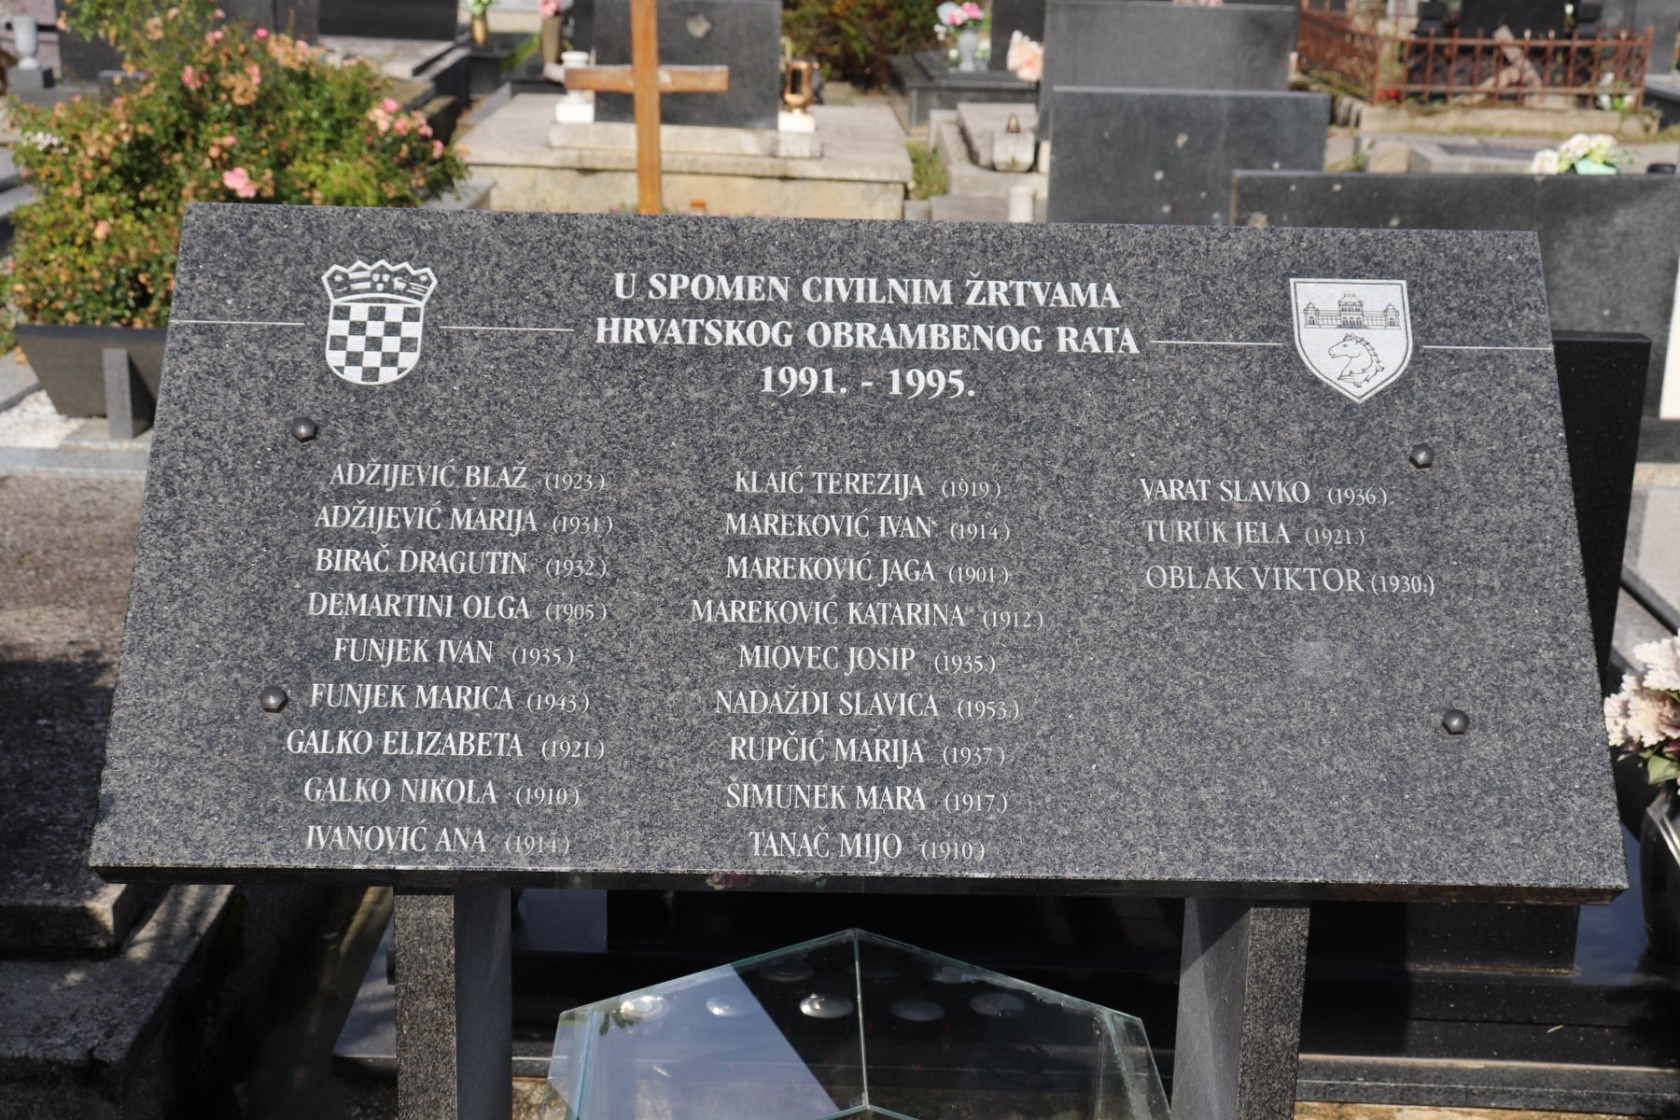 U SPOMEN CIVILNIM ŽRTVAMA
HRVATSKOG OBRAMBENOG RATA
1991. - 1995.
ADŽIJEVIĆ BLAŽ (1923.)
ADŽIJEVIĆ MARIJA (1931.)
BIRAČ DRAGUTIN (1932.)
DEMARTINI OLGA (1905.)
FUNJEK IVAN (1935.)
FUNJEK MARICA (1943.)
GALKO ELIZABETA (1921.)
GALKO NIKOLA (1910.)
IVANOVIĆ ANA (1914.)
KLAIĆ TEREZIJA (1919.)
MAREKOVIĆ IVAN (1914.)
MAREKOVIĆ JAGA (1901.)
MAREKOVIĆ KATARINA (1912.)
MIOVEC JOSIP (1935.)
NADAŽDI SLAVICA (1953.)
RUPČIĆ MARIJA (1937.)
ŠIMUNEK MARA (1917.)
TANAČ MIJO (1910.)
VARAT SLAVKO (1936.)
TURUK JELA (1921.)
OBLAK VIKTOR (1930.)